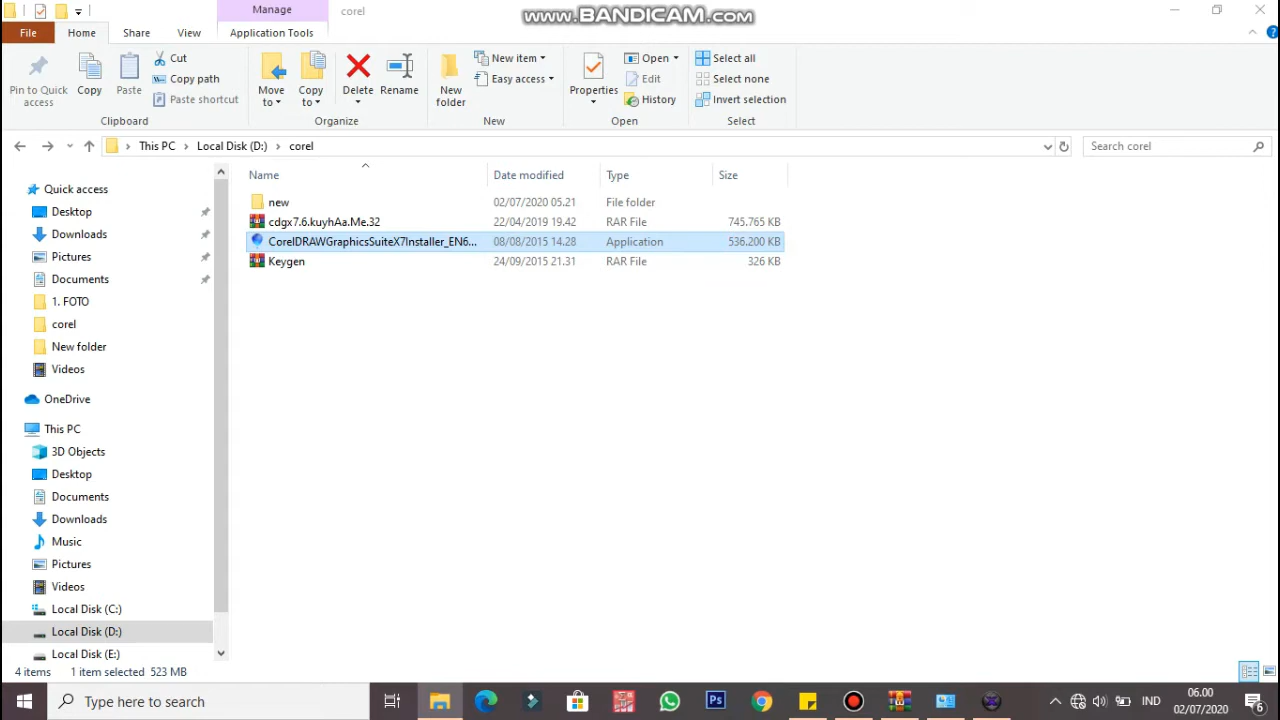 Manage
corel
www.BANDICAM.com
File
Home
Share
View
Application Tools
Pin to Quick access
Copy
Paste
Cut
Copy path
Paste shortcut
Clipboard
Move to
Copy to
Delete
Rename
Organize
New folder
New item
Easy access
New
Properties
Open
Edit
History
Open
Select all
Select none
Invert selection
Select
This PC
Local Disk (D:)
corel
Search corel
Name
Date modified
Type
Size
new 02/07/2020 05.21 File folder
cdgx7.6.kuyhAa.Me.32 22/04/2019 19.42 RAR File 745.765 KB
CorelDRAWGraphicsSuiteX7Installer_EN6... 08/08/2015 14.28 Application 536.200 KB
Keygen 24/09/2015 21.31 RAR File 326 KB
Quick access
Desktop
Downloads
Pictures
Documents
1. FOTO
corel
New folder
Videos
OneDrive
This PC
3D Objects
Desktop
Documents
Downloads
Music
Pictures
Videos
Local Disk (C:)
Local Disk (D:)
Local Disk (E:)
4 items
1 item selected 523 MB
Type here to search
Ps
IND
06.00
02/07/2020
6